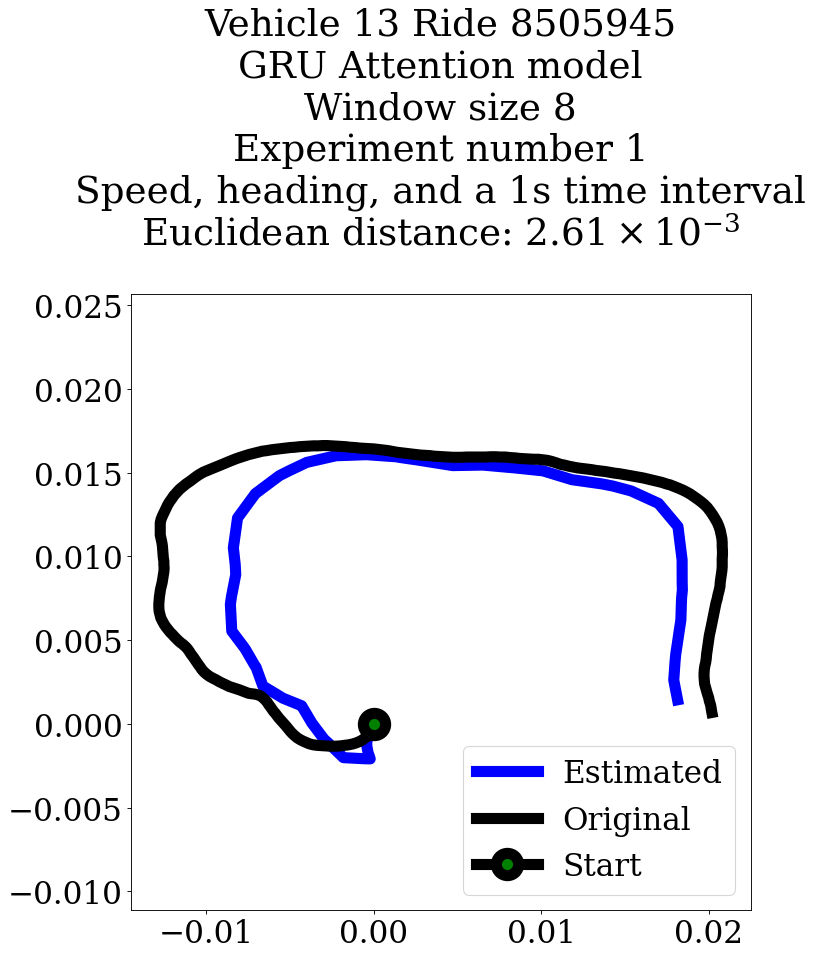 Vehicle 13 Ride 8505945
GRU Attention model
Window size 8
Experiment number 1
Speed, heading, and a 1s time interval
Euclidean distance: 2.61 × 10⁻³
0.025
0.020
0.015
0.010
0.005
0.000
−0.005
−0.010
Estimated
Original
Start
−0.01 0.00 0.01 0.02